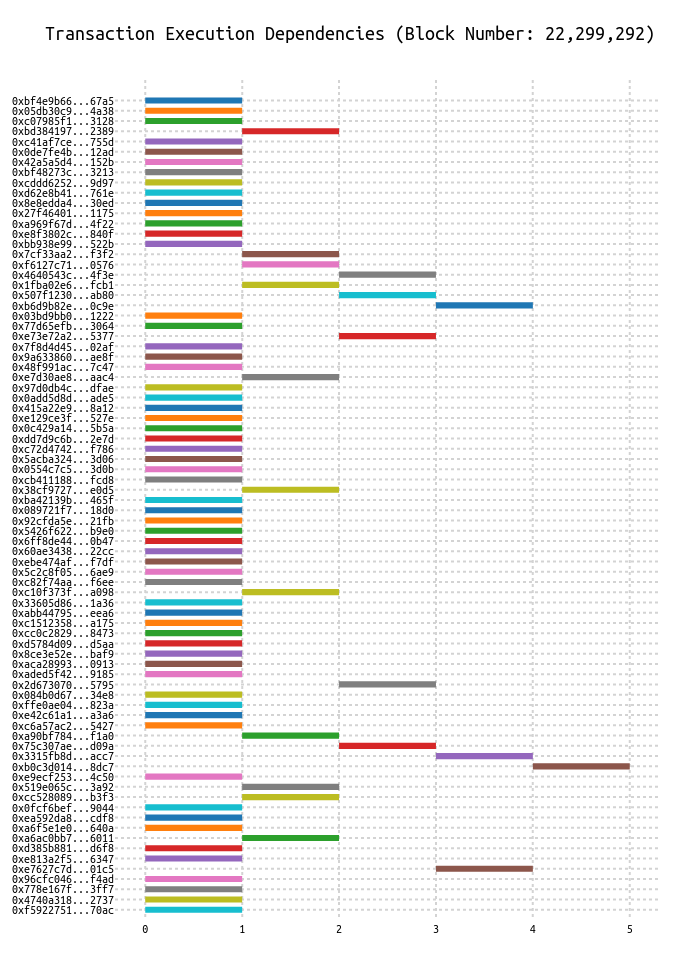 Transaction Execution Dependencies (Block Number: 22,299,292)
0xbf4e9b66...67a5
0x05db30c9...4a38
0xc07985f1...3128
0xbd384197...2389
0xc41af7ce...755d
0x0de7fe4b...12ad
0x42a5a5d4...152b
0xbf48273c...3213
0xcddd6252...9d97
0xd62e8b41...761e
0x8e8edda4...30ed
0x27f46401...1175
0xa969f67d...4f22
0xe8f3802c...840f
0xbb938e99...522b
0x7cf33aa2...f3f2
0xf6127c71...0576
0x4640543c...4f3e
0x1fba02e6...fcb1
0x507f1230...ab80
0xb6d9b82e...0c9e
0x03bd9bb0...1222
0x77d65efb...3064
0xe73e72a2...5377
0x7f8d4d45...02af
0x9a633860...ae8f
0x48f991ac...7c47
0xe7d30ae8...aac4
0x97d0db4c...dfae
0x0add5d8d...ade5
0x415a22e9...8a12
0xe129ce3f...527e
0x0c429a14...5b5a
0xdd7d9c6b...2e7d
0xc72d4742...f786
0x5acba324...3d06
0x0554c7c5...3d0b
0xcb411188...fcd8
0x38cf9727...e0d5
0xba42139b...465f
0x089721f7...18d0
0x92cfda5e...21fb
0x5426f622...b9e0
0x6ff8de44...0b47
0x60ae3438...22cc
0xebe474af...f7df
0x5c2c8f05...6ae9
0xc82f74aa...f6ee
0xc10f373f...a098
0x33605d86...1a36
0xabb44795...eea6
0xc1512358...a175
0xcc0c2829...8473
0xd5784d09...d5aa
0x8ce3e52e...baf9
0xaca28993...0913
0xaded5f42...9185
0x2d673070...5795
0x084b0d67...34e8
0xffe0ae04...823a
0xe42c61a1...a3a6
0xc6a57ac2...5427
0xa90bf784...f1a0
0x75c307ae...d09a
0x3315fb8d...acc7
0xb0c3d014...8dc7
0xe9ecf253...4c50
0x519e065c...3a92
0xcc528089...b3f3
0x0fcf6bef...9044
0xea592da8...cdf8
0xa6f5e1e0...640a
0xa6ac0bb7...6011
0xd385b881...d6f8
0xe813a2f5...6347
0xe7627c7d...01c5
0x96cfc046...f4ad
0x778e167f...3ff7
0x4740a318...2737
0xf5922751...70ac
0 1 2 3 4 5